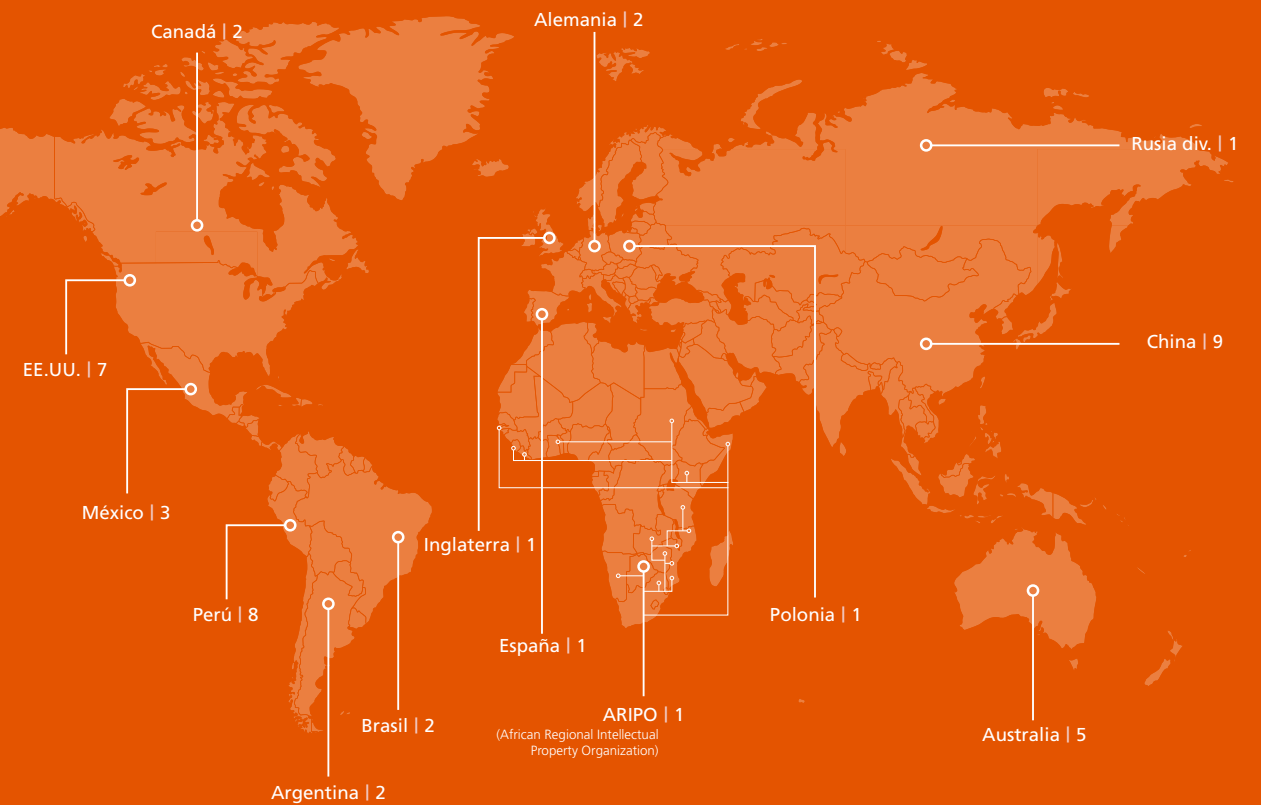 Alemania | 2
Canadá | 2
Rusia div. | 1
China | 9
EE.UU. | 7
México | 3
Inglaterra | 1
Perú | 8
Polonia | 1
España | 1
ARIPO | 1
(African Regional Intellectual
Property Organization)
Brasil | 2
Australia | 5
Argentina | 2